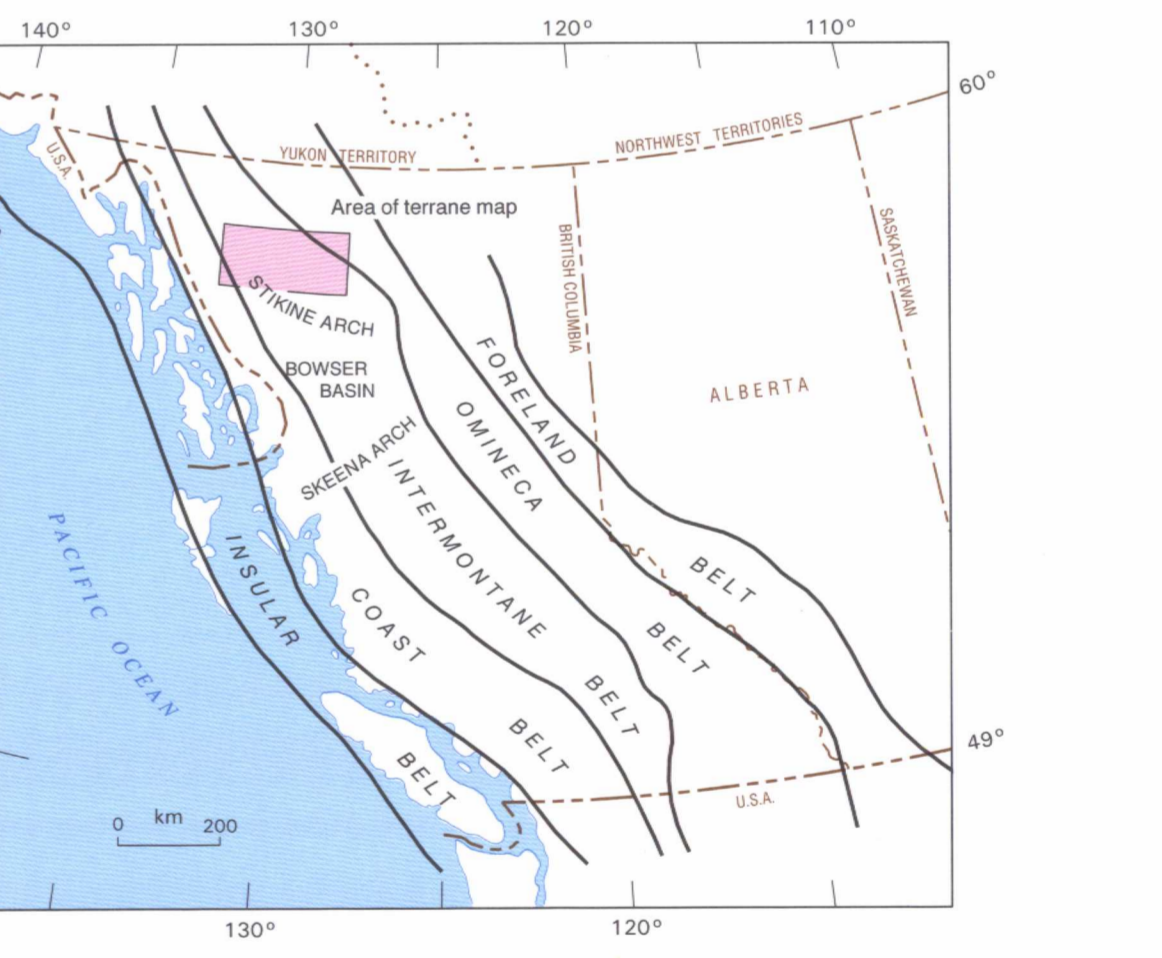 140° 130° 120° 110°
60°
U.S.A.
YUKON TERRITORY
NORTHWEST TERRITORIES
Area of terrane map
BRITISH COLUMBIA
SASKATCHEWAN
STIKINE ARCH
BOWSER
BASIN
SKEENA ARCH
ALBERTA
FORELAND BELT
OMINECA BELT
INTERMONTANE BELT
COAST BELT
INSULAR BELT
PACIFIC OCEAN
49°
U.S.A.
0 km 200
130° 120°